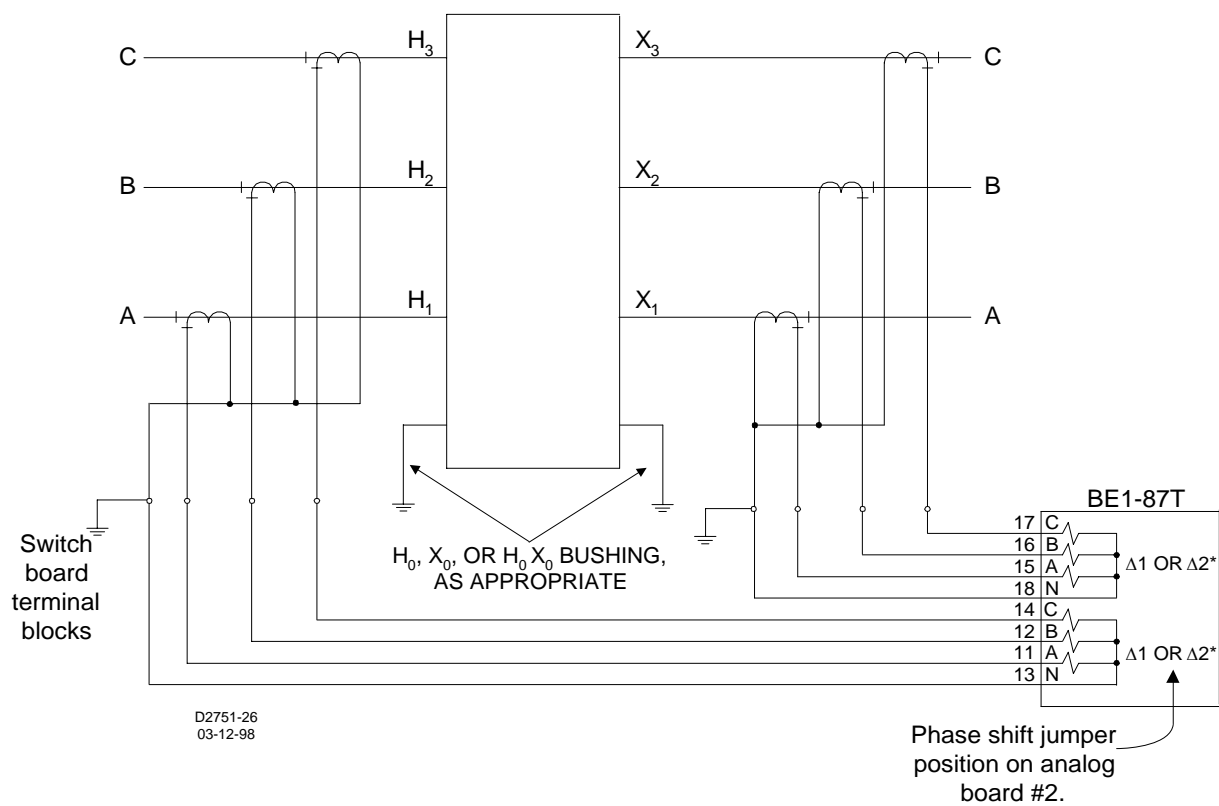 C H₃ X₃ C
B H₂ X₂ B
A H₁ X₁ A
BE1-87T
Switch
board
terminal
blocks
H₀, X₀, OR H₀ X₀ BUSHING,
AS APPROPRIATE
17 C
16 B
15 A
18 N
Δ1 OR Δ2*
14 C
12 B
11 A
13 N
Δ1 OR Δ2*
D2751-26
03-12-98
Phase shift jumper
position on analog
board #2.